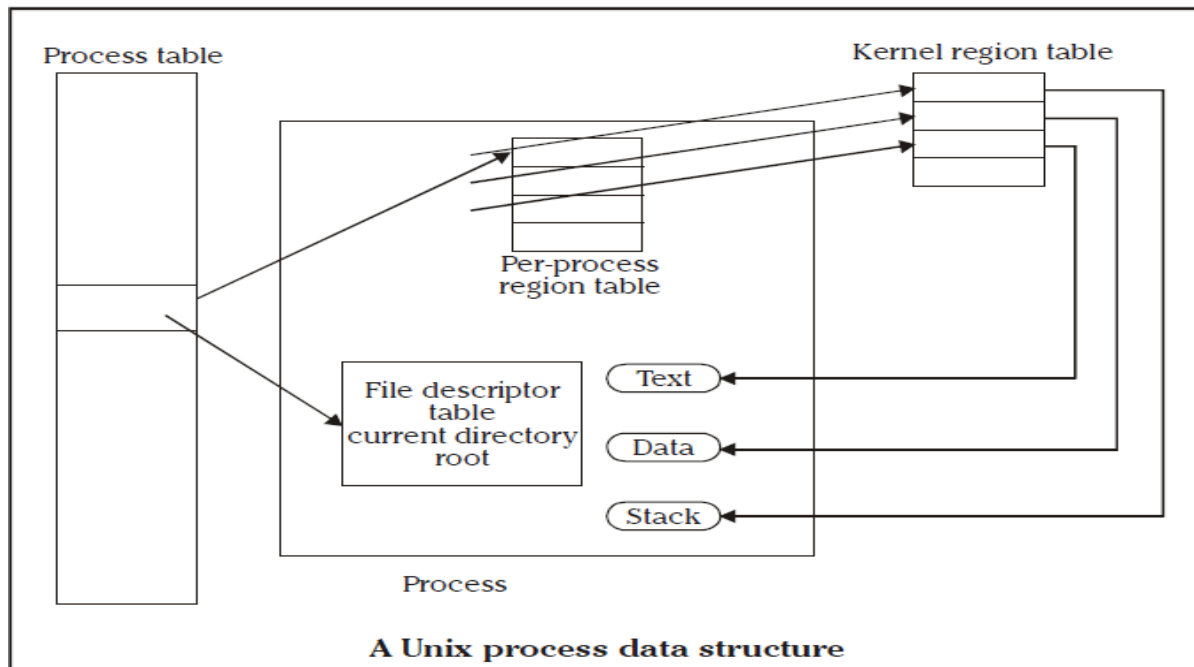 Process table
Kernel region table
Per-process
region table
File descriptor
table
current directory
root
Text
Data
Stack
Process
A Unix process data structure